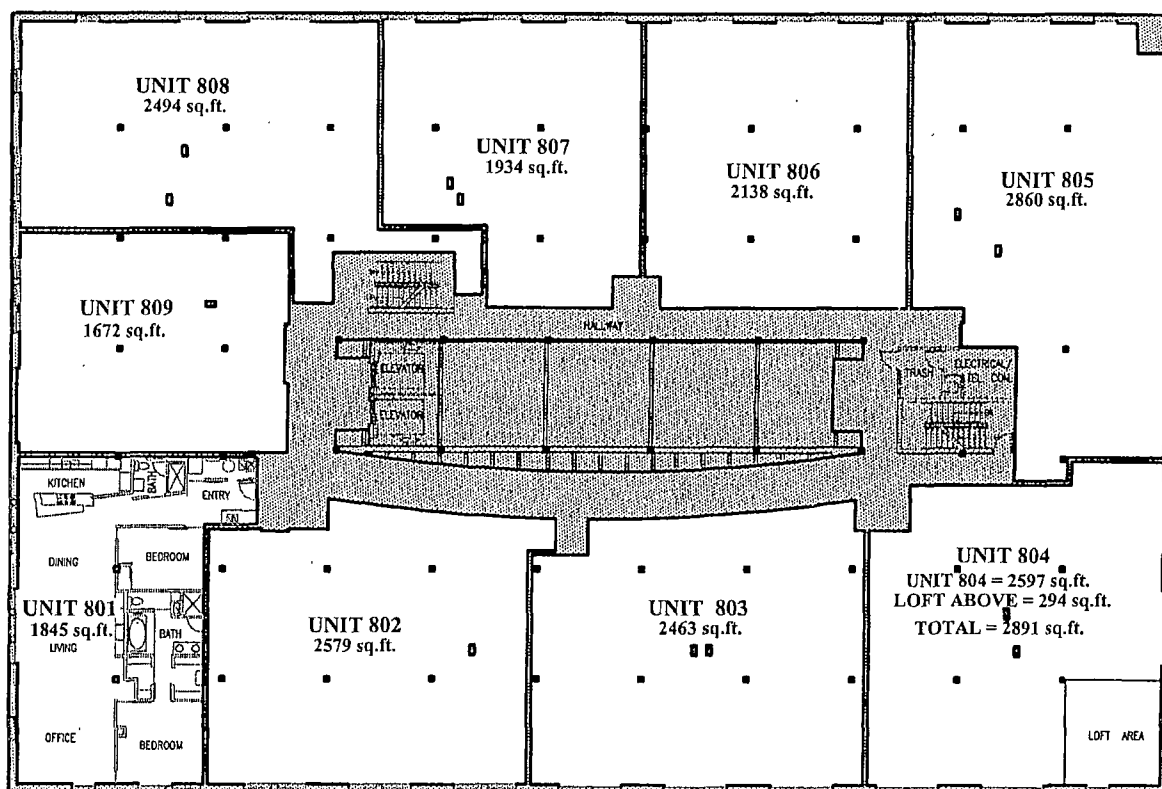 UNIT 808
2494 sq.ft.
UNIT 807
1934 sq.ft.
UNIT 806
2138 sq.ft.
UNIT 805
2860 sq.ft.
UNIT 809
1672 sq.ft.
HALLWAY
ELEVATOR
ELEVATOR
TRASH
ELECTRICAL/
TEL. COM.
KITCHEN
BATH
ENTRY
DINING
BEDROOM
UNIT 801
1845 sq.ft.
LIVING
BATH
OFFICE
BEDROOM
UNIT 802
2579 sq.ft.
UNIT 803
2463 sq.ft.
UNIT 804
UNIT 804 = 2597 sq.ft.
LOFT ABOVE = 294 sq.ft.
TOTAL = 2891 sq.ft.
LOFT AREA